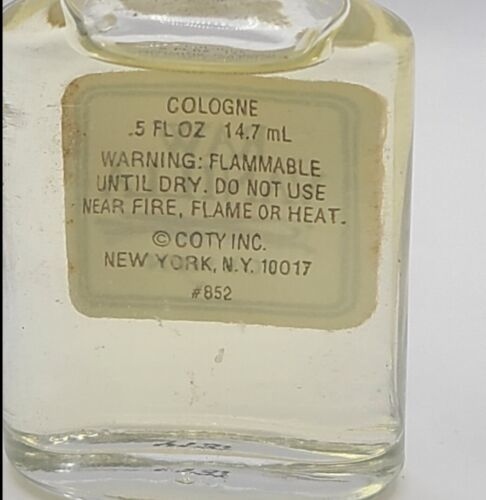 COLOGNE
.5 FL OZ 14.7 mL
WARNING: FLAMMABLE
UNTIL DRY. DO NOT USE
NEAR FIRE, FLAME OR HEAT.
© COTY INC.
NEW YORK, N.Y. 10017
#852